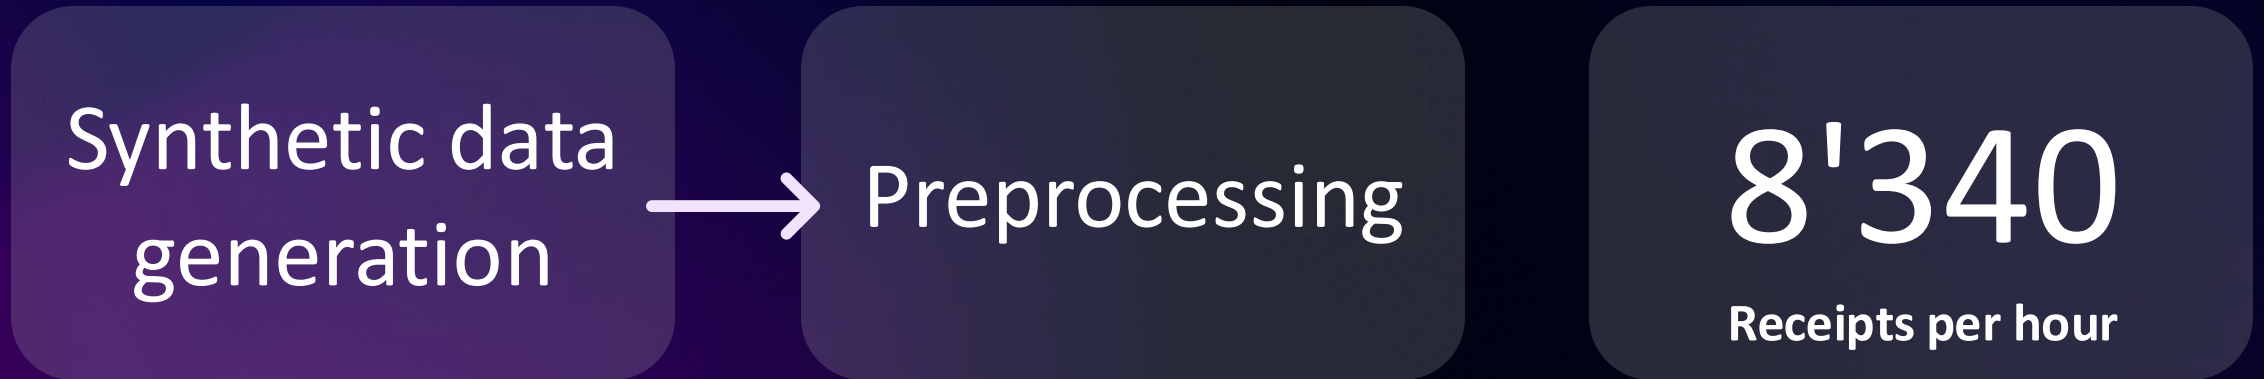 Synthetic data
generation
Preprocessing
8'340
Receipts per hour